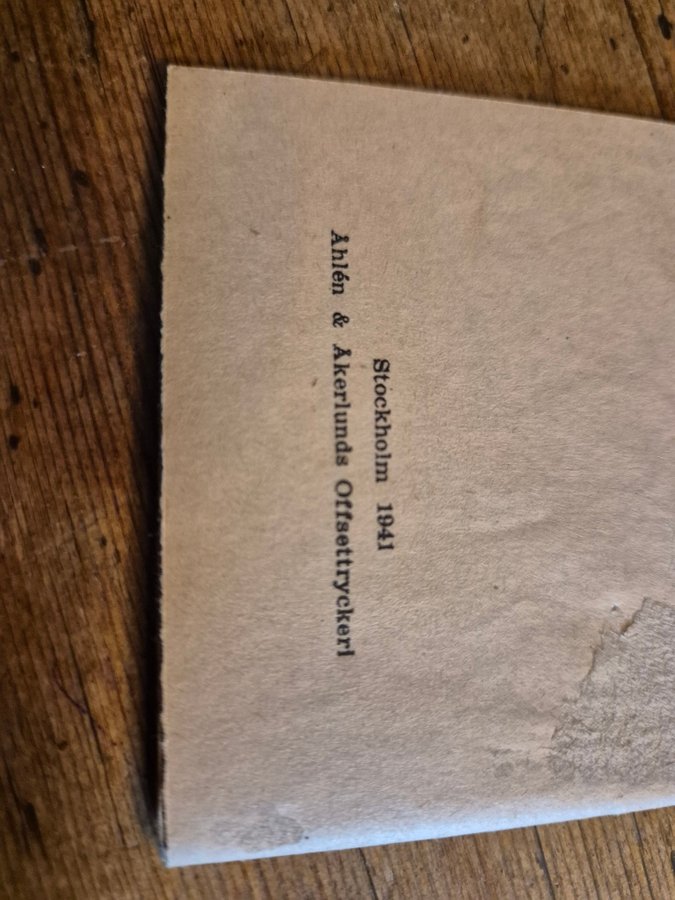 Stockholm 1941
Åhlén & Åkerlunds Offsettryckeri